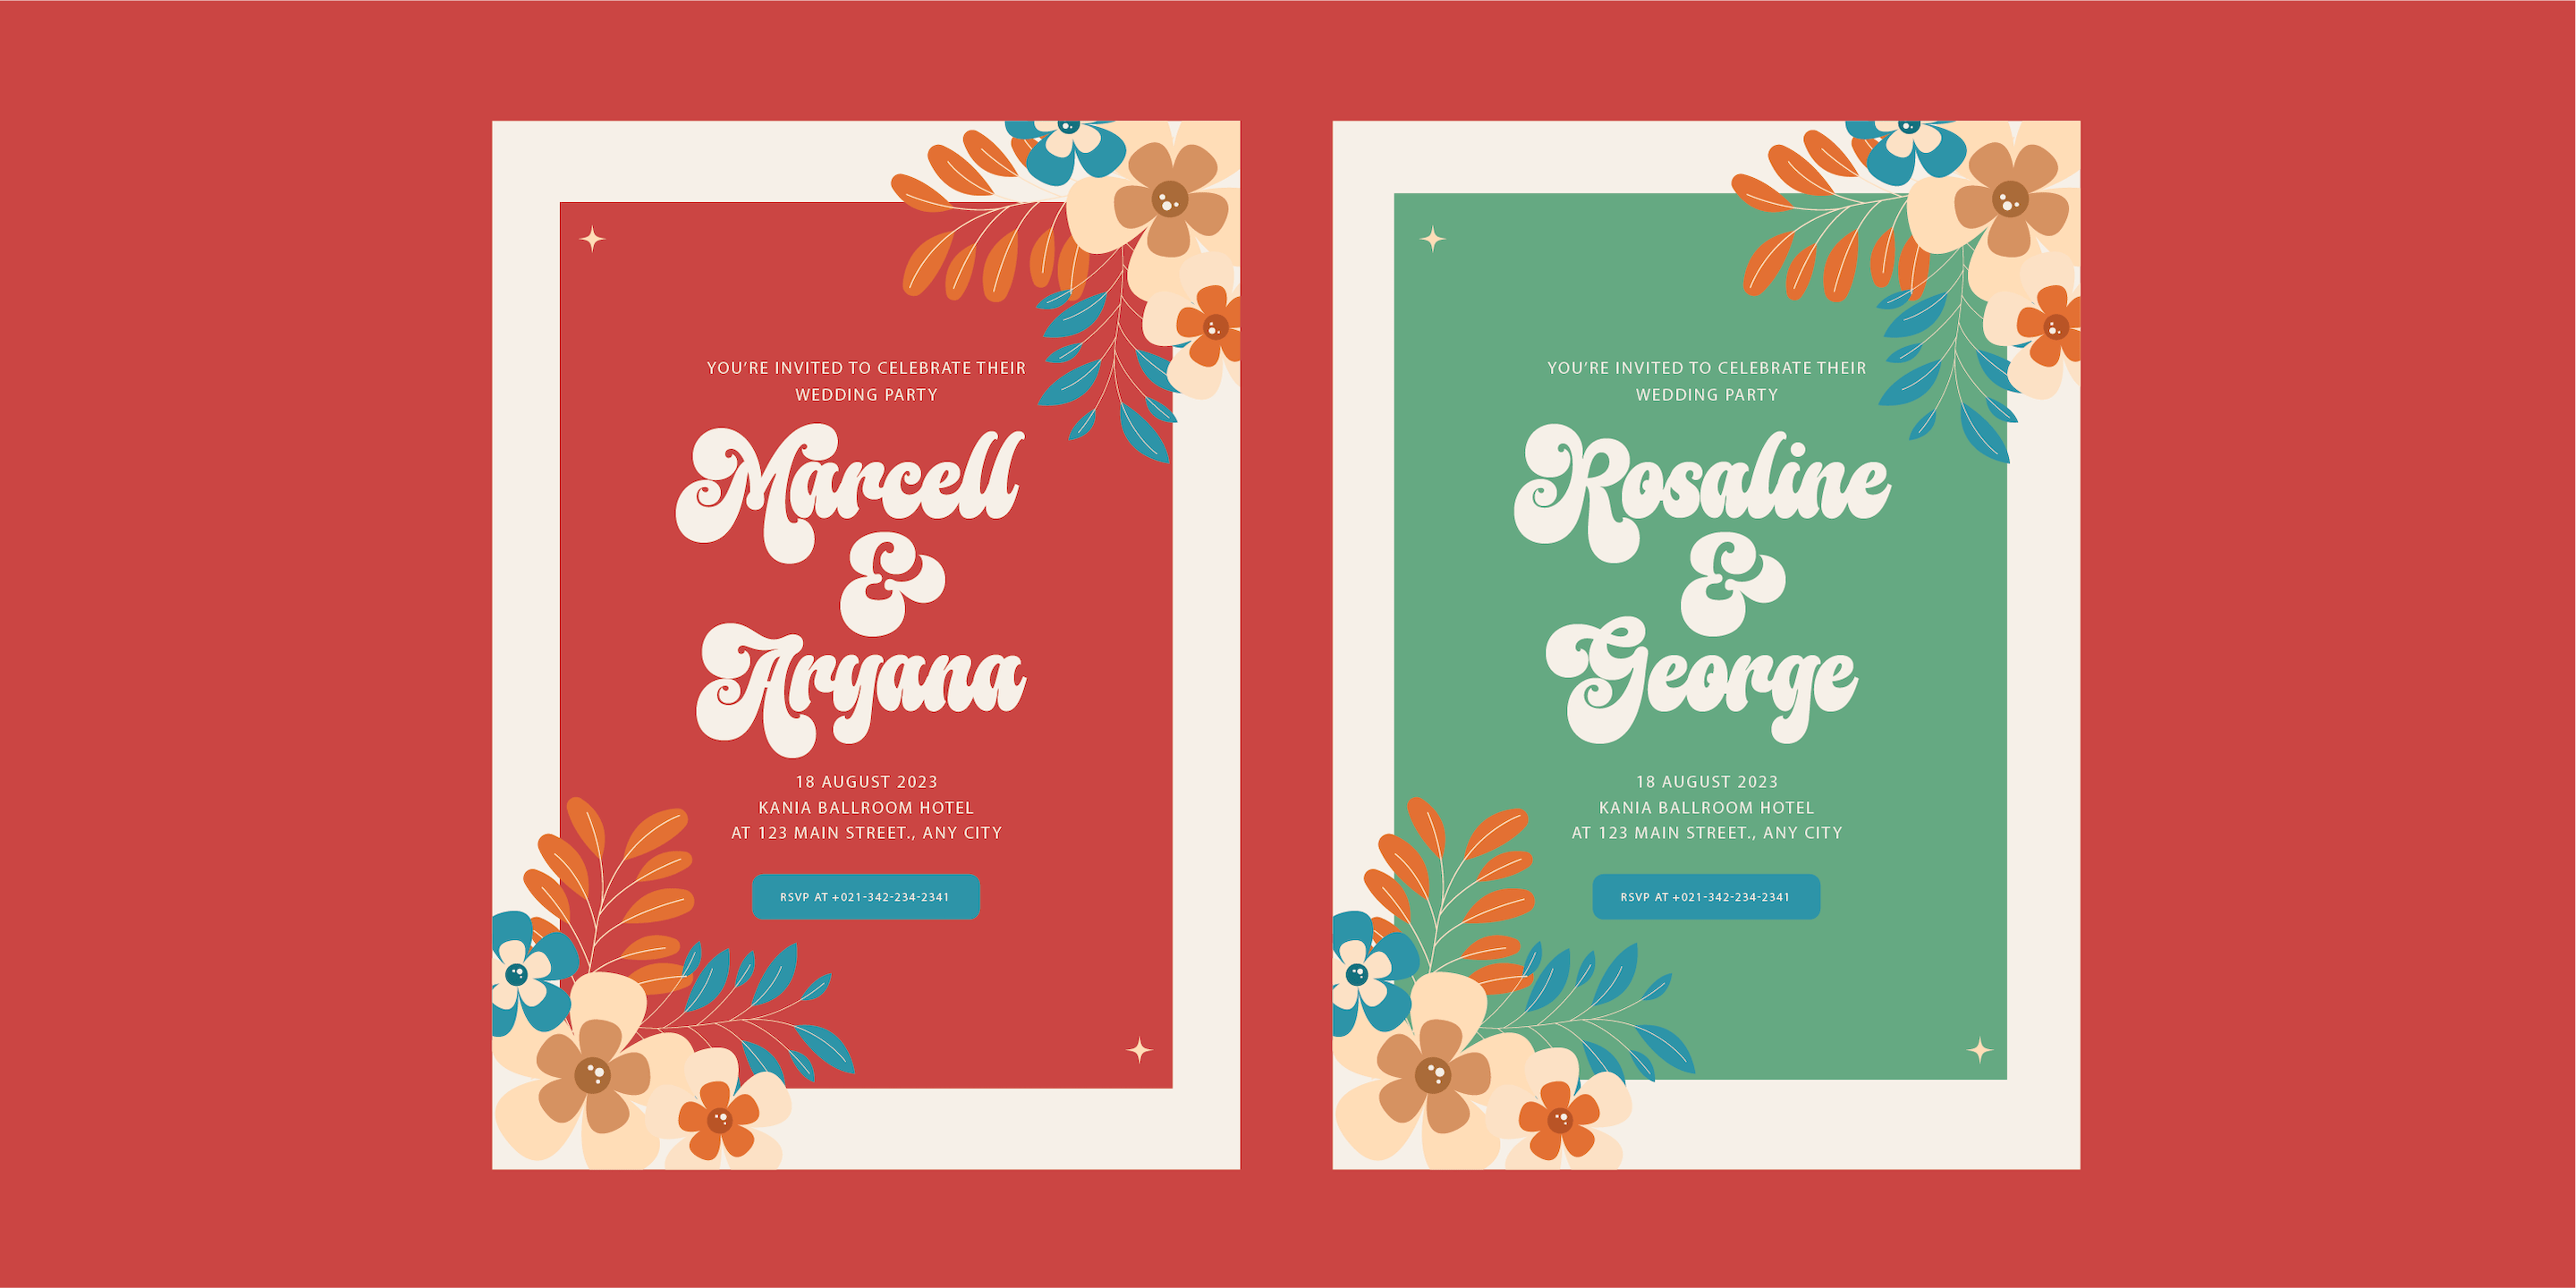 YOU'RE INVITED TO CELEBRATE THEIR
WEDDING PARTY
Marcell
&
Aryana
18 AUGUST 2023
KANIA BALLROOM HOTEL
AT 123 MAIN STREET., ANY CITY
RSVP AT +021-342-234-2341
YOU'RE INVITED TO CELEBRATE THEIR
WEDDING PARTY
Rosaline
&
George
18 AUGUST 2023
KANIA BALLROOM HOTEL
AT 123 MAIN STREET., ANY CITY
RSVP AT +021-342-234-2341